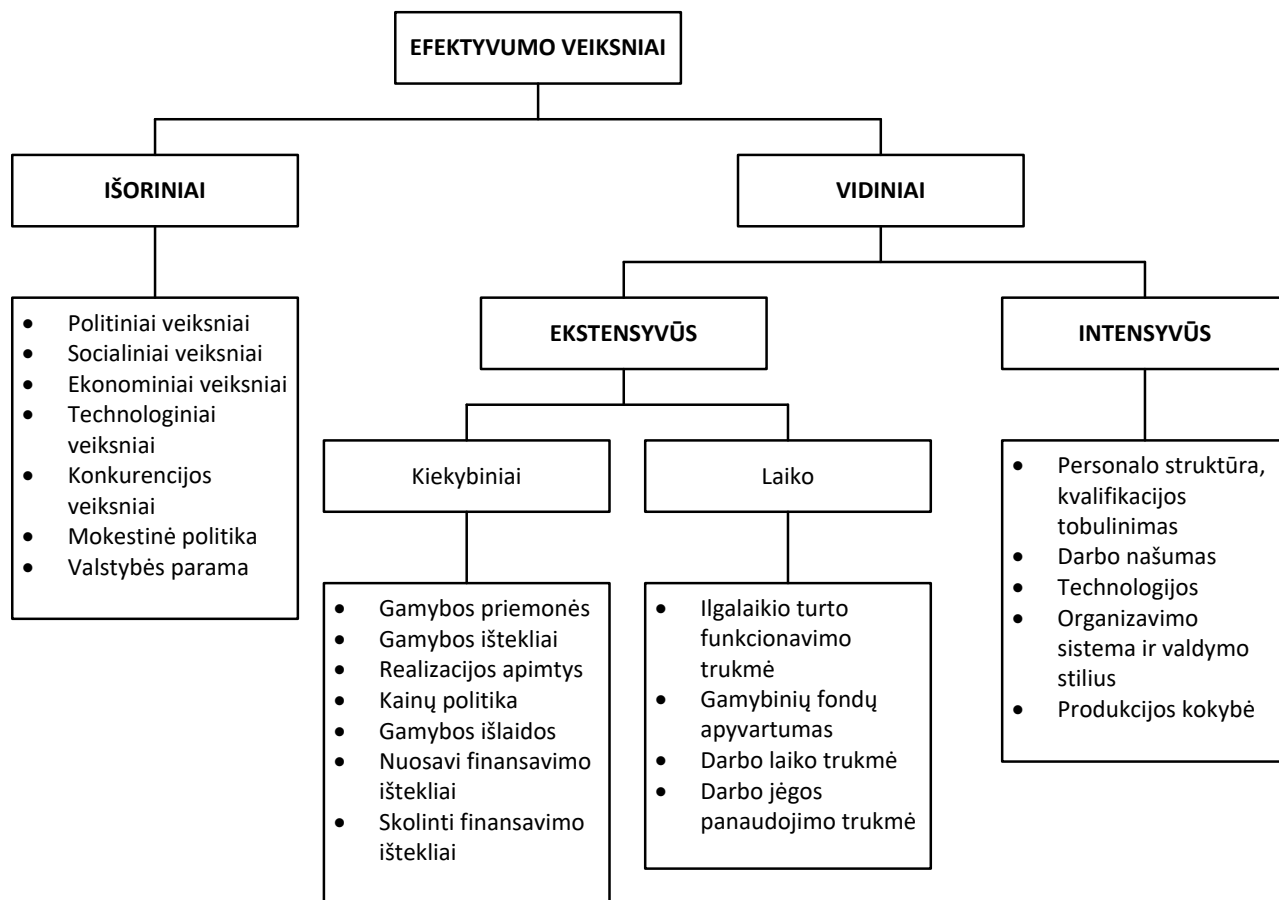 EFEKTYVUMO VEIKSNIAI
IŠORINIAI
VIDINIAI
• Politiniai veiksniai
• Socialiniai veiksniai
• Ekonominiai veiksniai
• Technologiniai
veiksniai
• Konkurencijos
veiksniai
• Mokestinė politika
• Valstybės parama
EKSTENSYVŪS
INTENSYVŪS
Kiekybiniai
Laiko
• Gamybos priemonės
• Gamybos ištekliai
• Realizacijos apimtys
• Kainų politika
• Gamybos išlaidos
• Nuosavi finansavimo
ištekliai
• Skolinti finansavimo
ištekliai
• Ilgalaikio turto
funkcionavimo
trukmė
• Gamybinių fondų
apyvartumas
• Darbo laiko trukmė
• Darbo jėgos
panaudojimo trukmė
• Personalo struktūra,
kvalifikacijos
tobulinimas
• Darbo našumas
• Technologijos
• Organizavimo
sistema ir valdymo
stilius
• Produkcijos kokybė